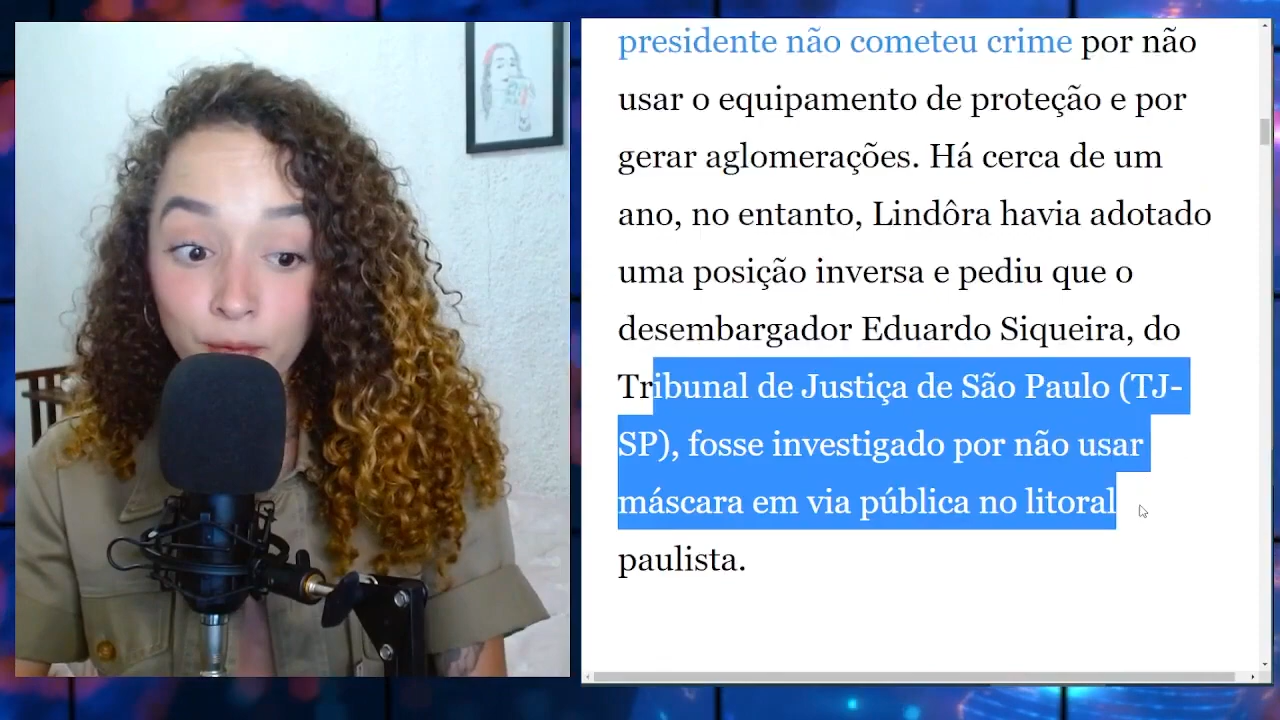 presidente não cometeu crime por não
usar o equipamento de proteção e por
gerar aglomerações. Há cerca de um
ano, no entanto, Lindôra havia adotado
uma posição inversa e pediu que o
desembargador Eduardo Siqueira, do
Tribunal de Justiça de São Paulo (TJ-
SP), fosse investigado por não usar
máscara em via pública no litoral
paulista.